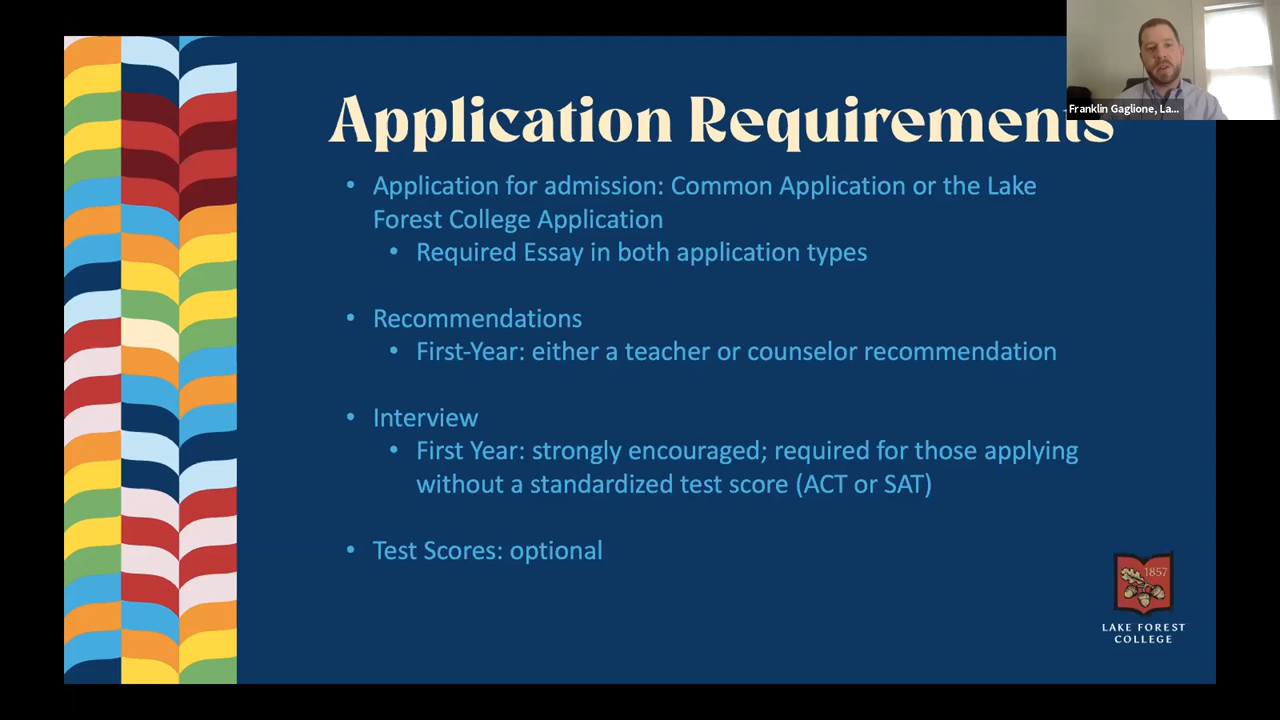 Application Requirements
• Application for admission: Common Application or the Lake
Forest College Application
• Required Essay in both application types
• Recommendations
• First-Year: either a teacher or counselor recommendation
• Interview
• First Year: strongly encouraged; required for those applying
without a standardized test score (ACT or SAT)
• Test Scores: optional
Franklin Gaglione, La...
1857
LAKE FOREST
COLLEGE